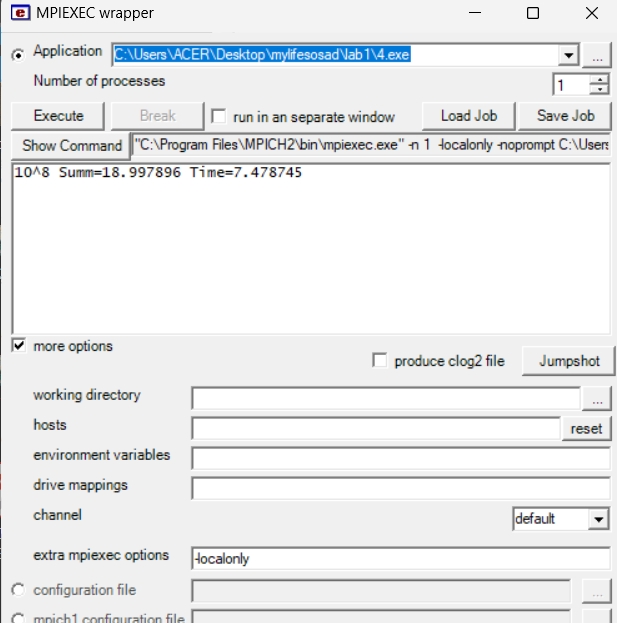 MPIEXEC wrapper
Application C:\Users\ACER\Desktop\mylifesosad\lab1\4.exe ...
Number of processes 1
Execute Break run in an separate window Load Job Save Job
Show Command "C:\Program Files\MPICH2\bin\mpiexec.exe" -n 1 -localonly -noprompt C:\Users
10^8 Summ=18.997896 Time=7.478745
more options
produce clog2 file Jumpshot
working directory ...
hosts reset
environment variables
drive mappings
channel default
extra mpiexec options -localonly
configuration file ...
mpich1 configuration file